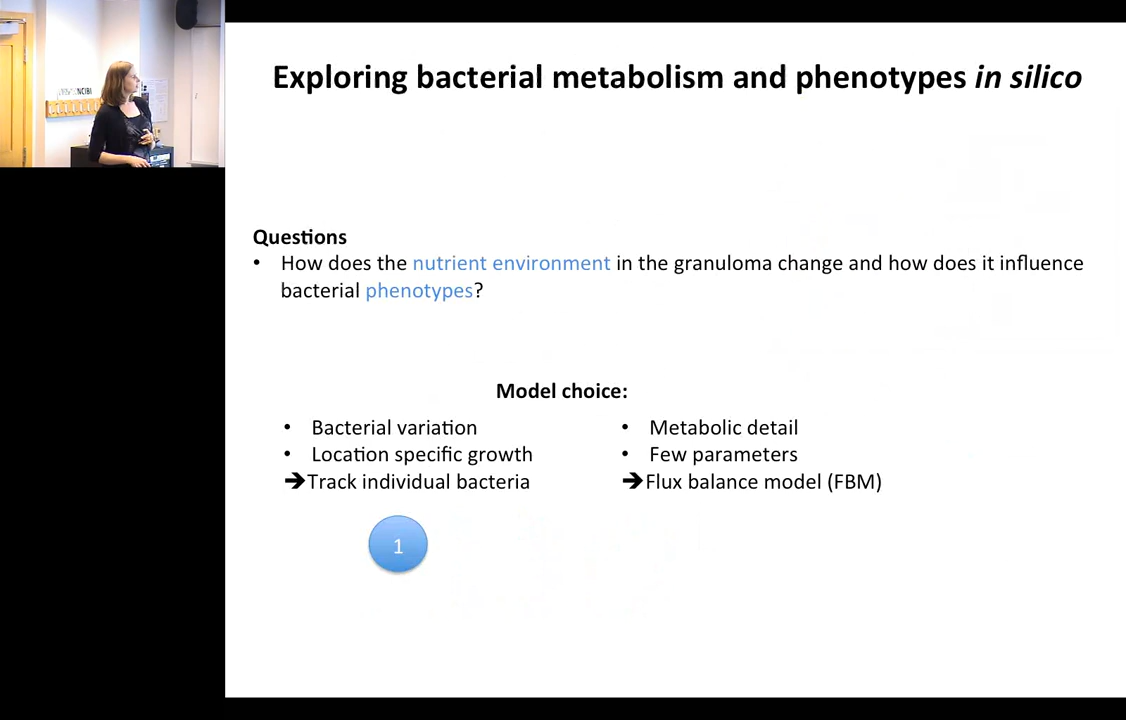 NCIBI
Exploring bacterial metabolism and phenotypes in silico
Questions
• How does the nutrient environment in the granuloma change and how does it influence
bacterial phenotypes?
Model choice:
• Bacterial variation
• Location specific growth
➔Track individual bacteria
• Metabolic detail
• Few parameters
➔Flux balance model (FBM)
1